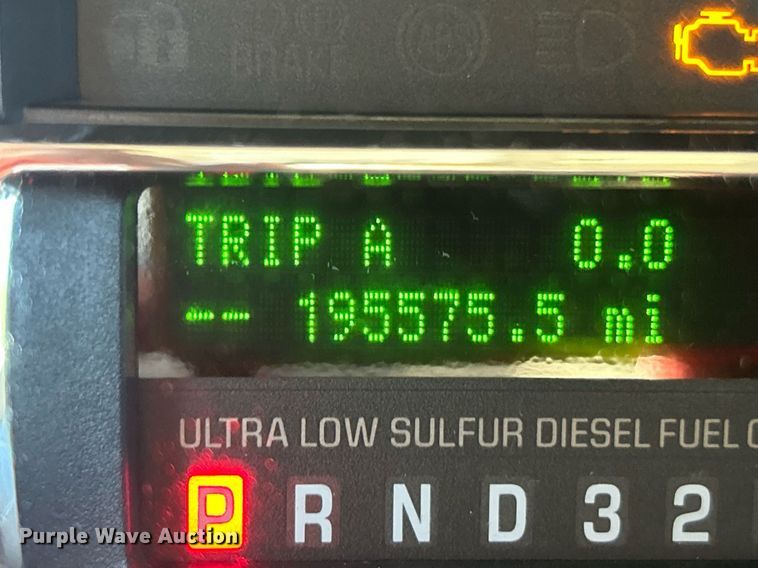 BRAKE
TRIP A 0.0
-- 195575.5 mi
ULTRA LOW SULFUR DIESEL FUEL
P R N D 3 2
Purple Wave Auction